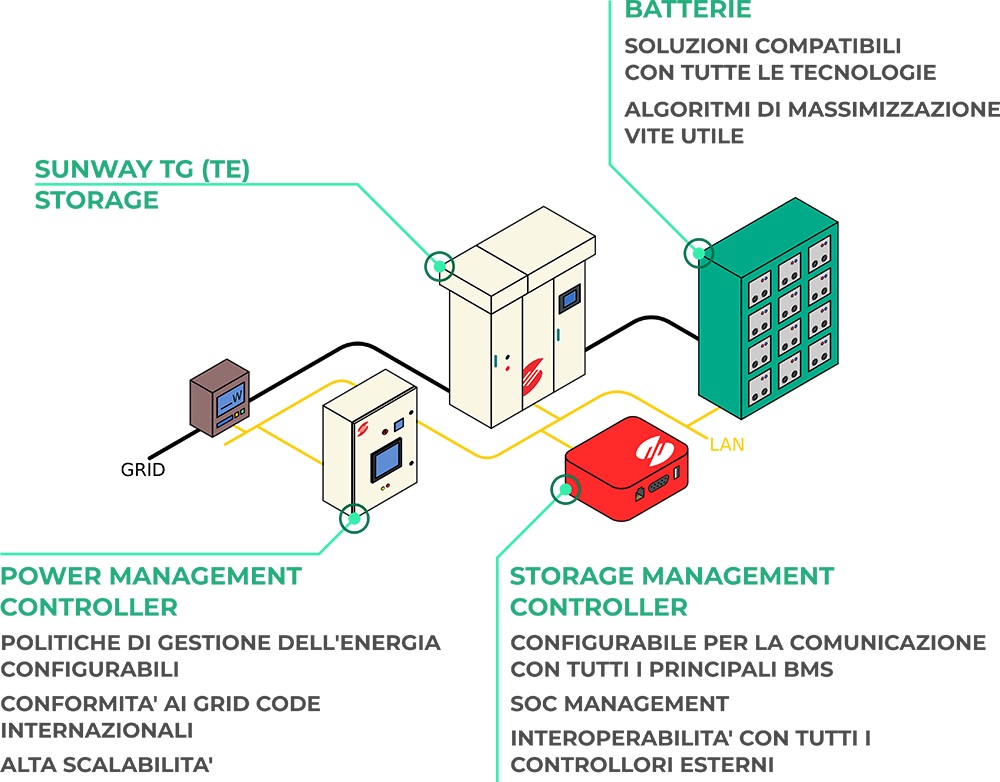 BATTERIE
SOLUZIONI COMPATIBILI
CON TUTTE LE TECNOLOGIE
ALGORITMI DI MASSIMIZZAZIONE
VITE UTILE
SUNWAY TG (TE)
STORAGE
_W
GRID
LAN
POWER MANAGEMENT
CONTROLLER
POLITICHE DI GESTIONE DELL'ENERGIA
CONFIGURABILI
CONFORMITA' AI GRID CODE
INTERNAZIONALI
ALTA SCALABILITA'
STORAGE MANAGEMENT
CONTROLLER
CONFIGURABILE PER LA COMUNICAZIONE
CON TUTTI I PRINCIPALI BMS
SOC MANAGEMENT
INTEROPERABILITA' CON TUTTI I
CONTROLLORI ESTERNI